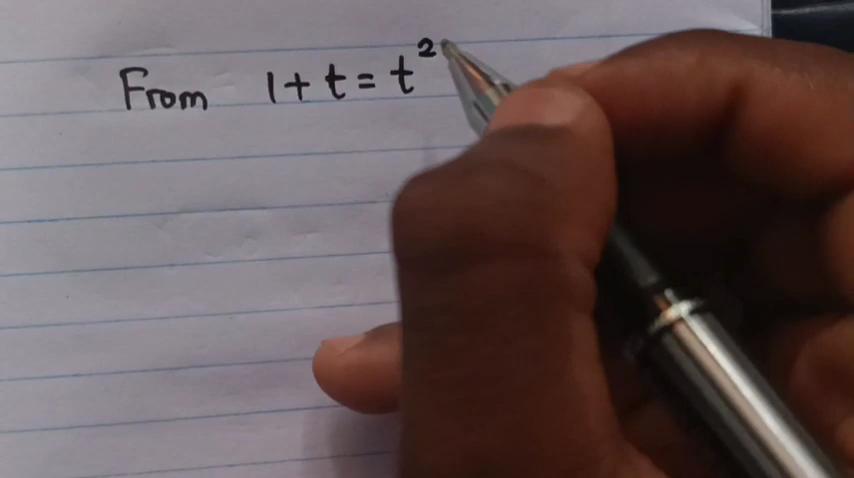 From 1 + t = t²